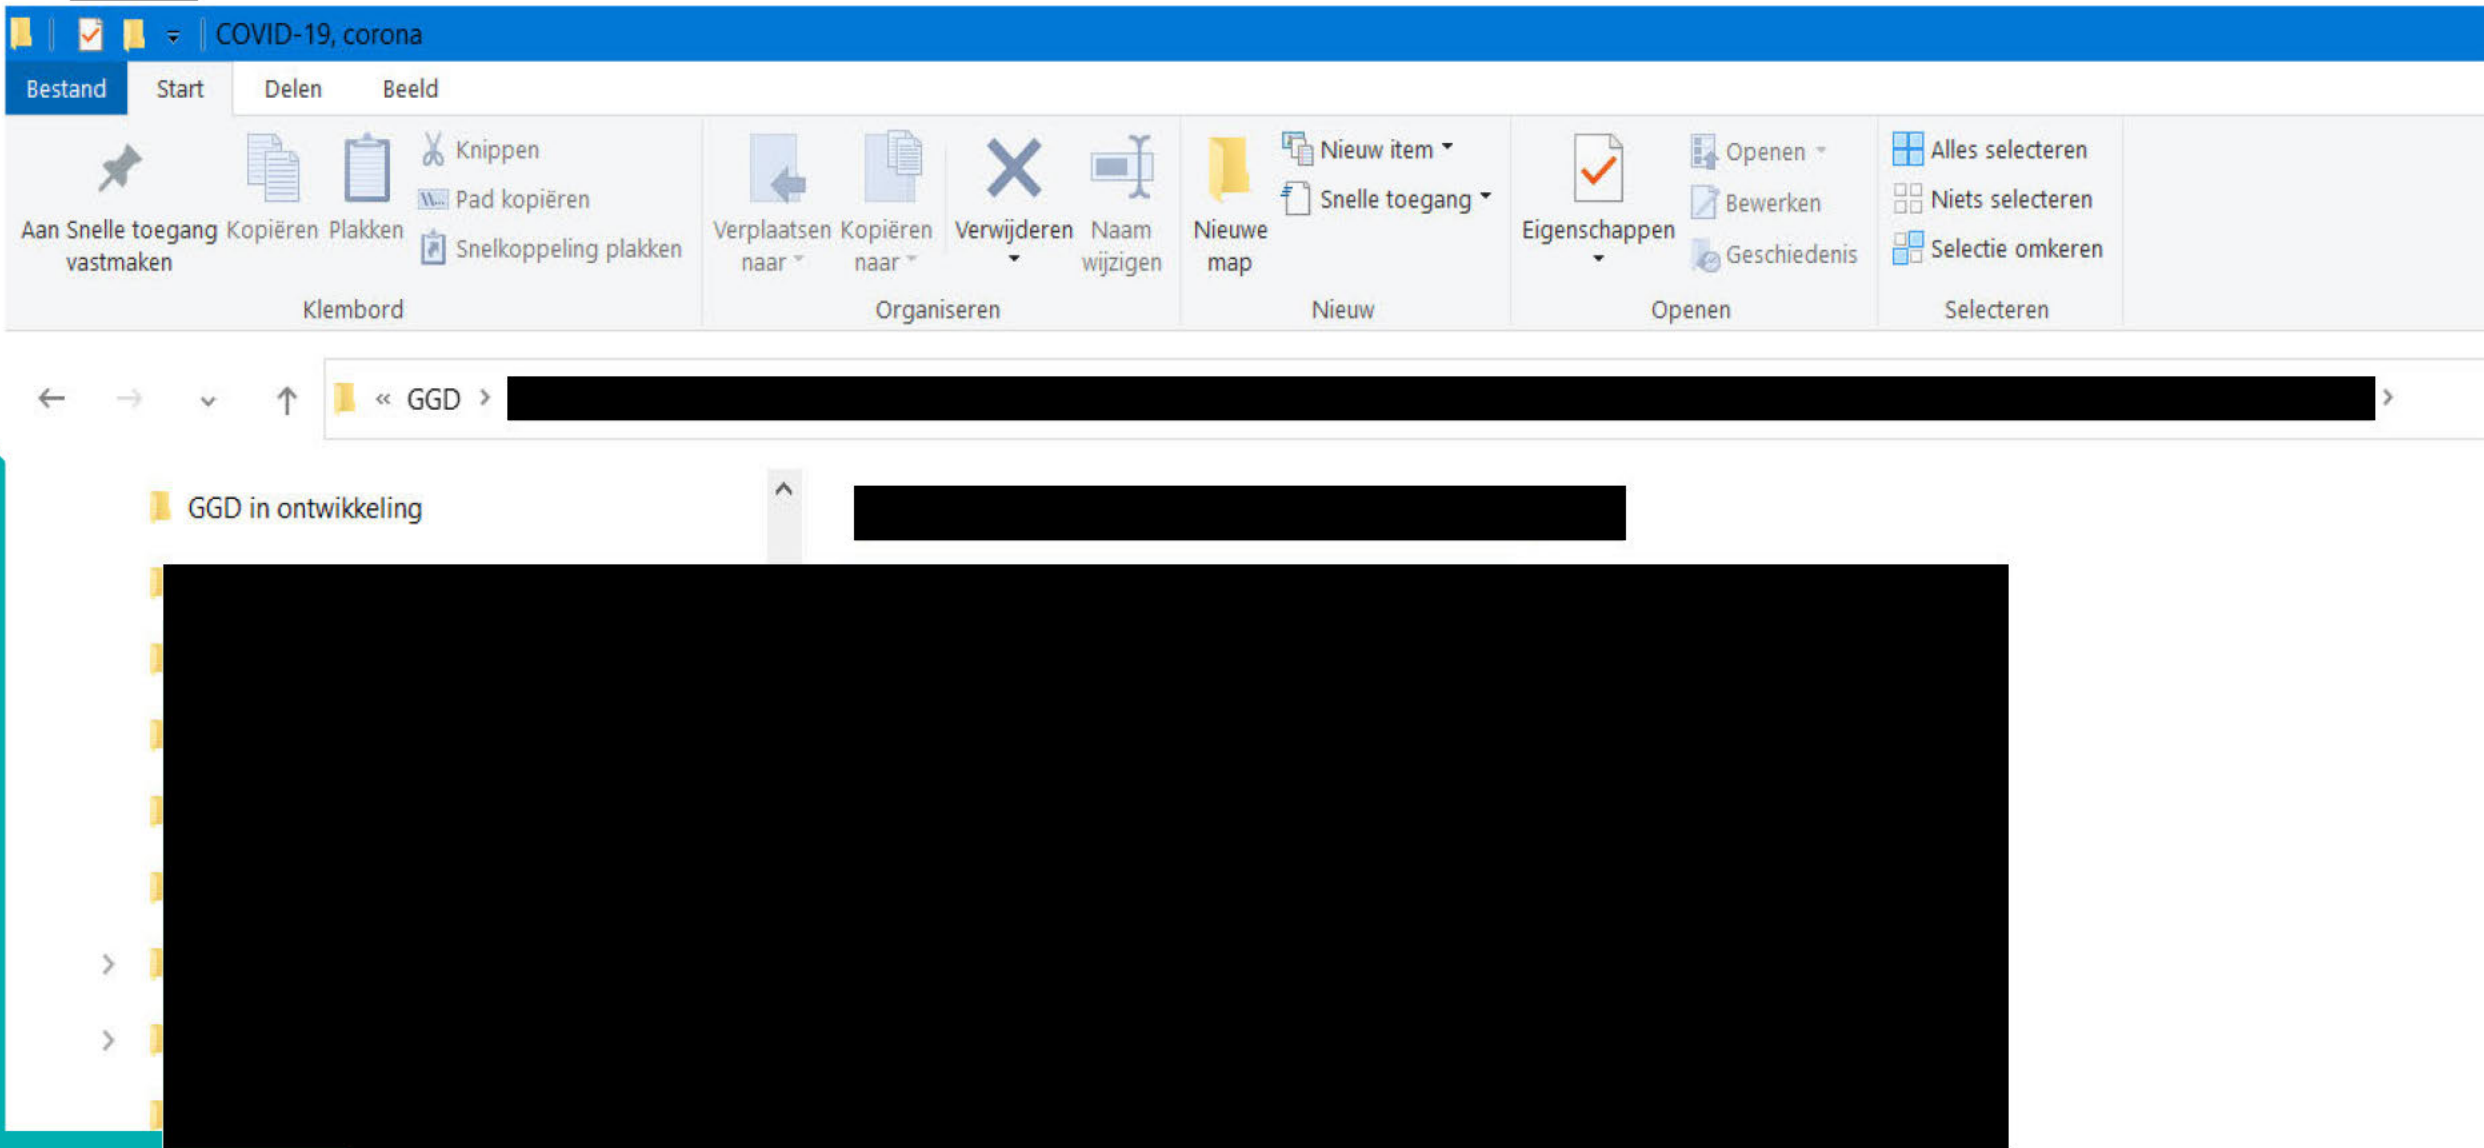 COVID-19, corona
Bestand Start Delen Beeld
Aan Snelle toegang vastmaken
Kopiëren
Plakken
Knippen
Pad kopiëren
Snelkoppeling plakken
Klembord
Verplaatsen naar
Kopiëren naar
Verwijderen
Naam wijzigen
Organiseren
Nieuwe map
Nieuw item
Snelle toegang
Nieuw
Eigenschappen
Openen
Bewerken
Geschiedenis
Openen
Alles selecteren
Niets selecteren
Selectie omkeren
Selecteren
« GGD >
GGD in ontwikkeling